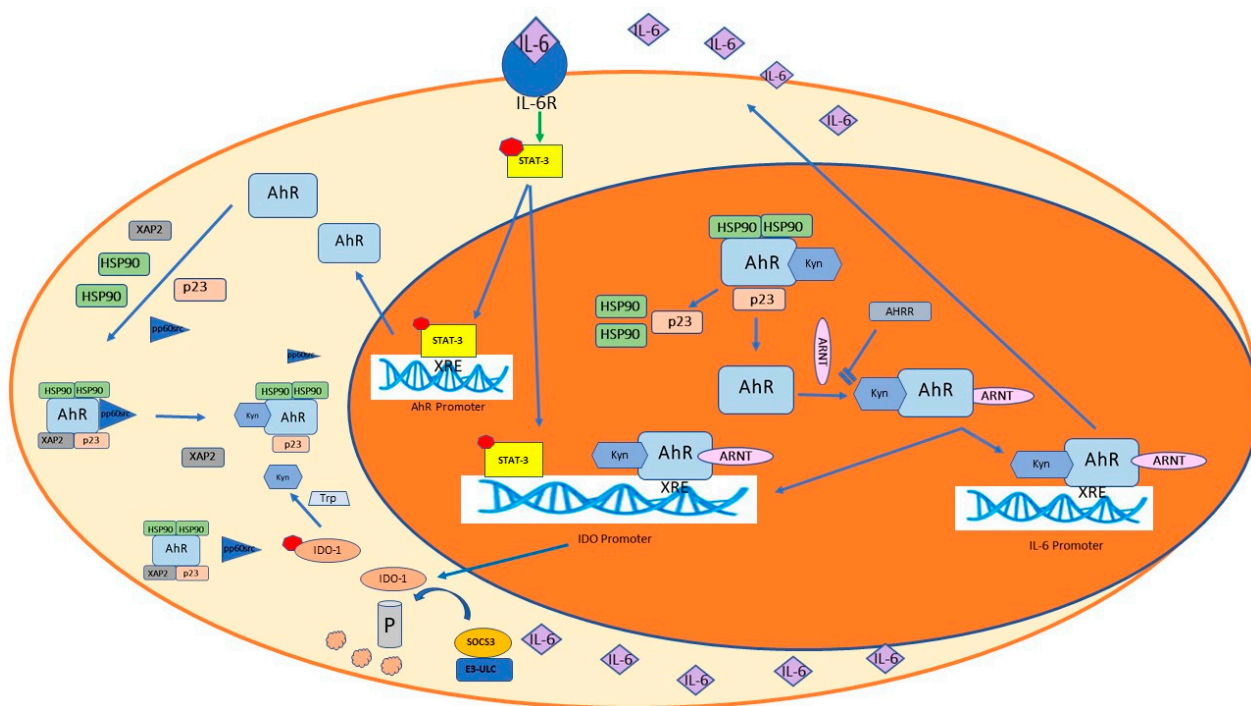 IL-6
IL-6
IL-6
IL-6
IL-6
IL-6R
STAT-3
AhR
XAP2
AhR
HSP90
HSP90
p23
pp60src
pp60src
HSP90 HSP90
AhR
pp60src
XAP2 p23
HSP90 HSP90
Kyn
AhR
p23
XAP2
Kyn
Trp
HSP90 HSP90
AhR
XAP2 p23
pp60src
IDO-1
IDO-1
P
SOCS3
E3-ULC
STAT-3
XRE
AhR Promoter
STAT-3
Kyn
AhR
ARNT
XRE
IDO Promoter
HSP90 HSP90
AhR
Kyn
p23
HSP90
HSP90
p23
AHRR
ARNT
AhR
Kyn
AhR
ARNT
Kyn
AhR
ARNT
XRE
IL-6 Promoter
IL-6
IL-6
IL-6
IL-6
IL-6